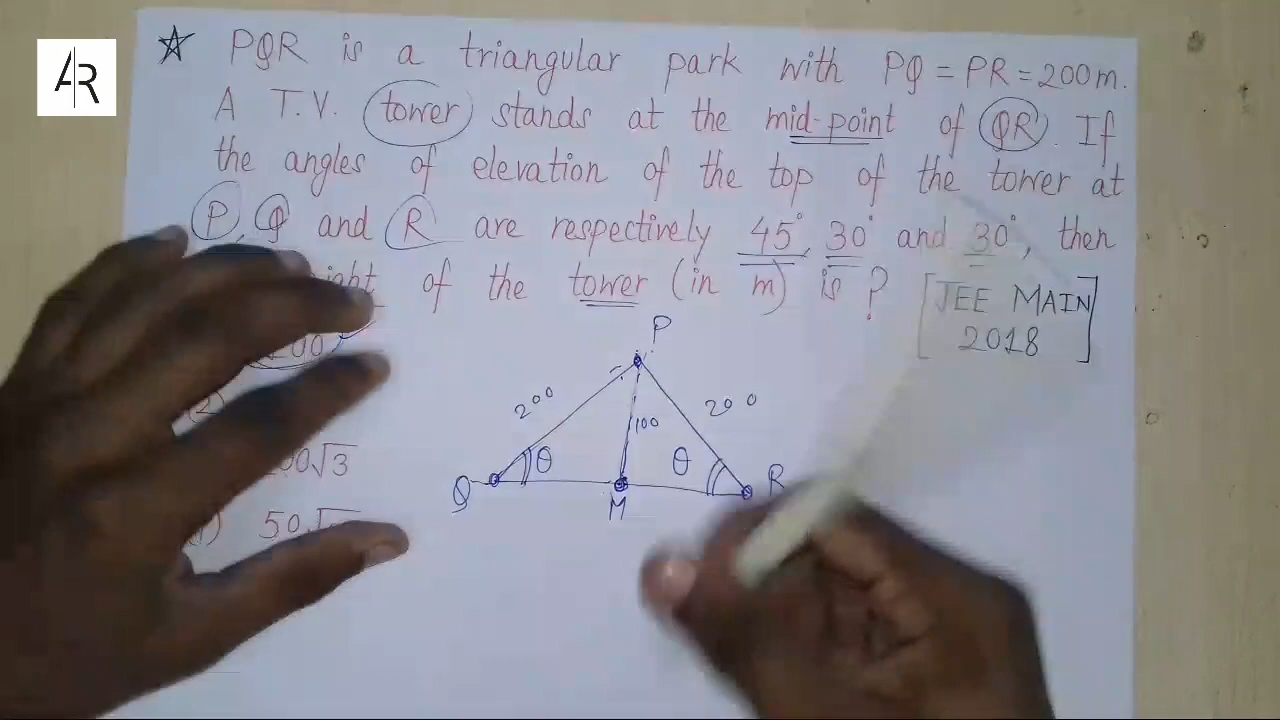 AR
☆ PQR is a triangular park with PQ = PR = 200 m.
A T.V. tower stands at the mid-point of QR. If
the angles of elevation of the top of the tower at
P, Q and R are respectively 45°, 30° and 30°, then
of the tower (in m) is ?
[JEE MAIN
2018]
P
200
200
100
θ
θ
Q
M
R
(2)
√3
50√